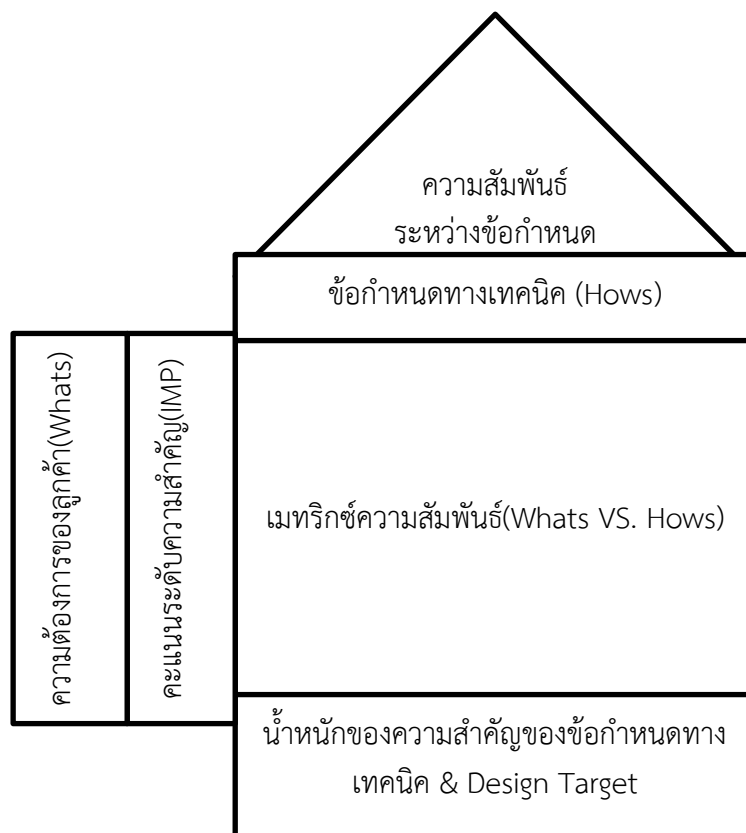 ความสัมพันธ์
ระหว่างข้อกำหนด
ข้อกำหนดทางเทคนิค (Hows)
ความต้องการของลูกค้า(Whats)
คะแนนระดับความสำคัญ(IMP)
เมทริกซ์ความสัมพันธ์(Whats VS. Hows)
น้ำหนักของความสำคัญของข้อกำหนดทาง
เทคนิค & Design Target